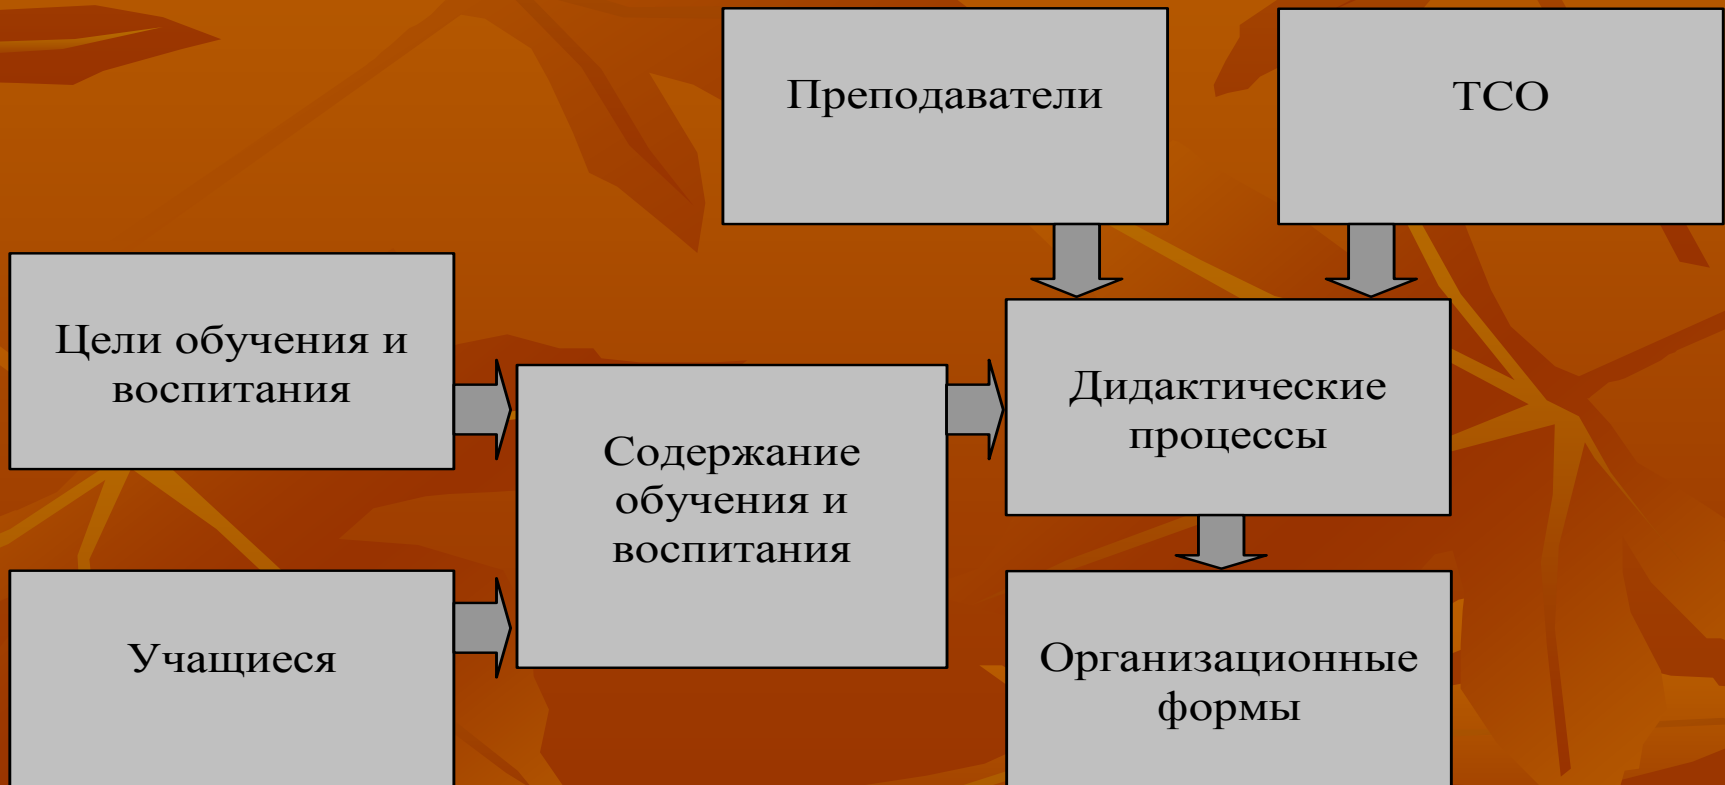 Преподаватели
ТСО
Цели обучения и
воспитания
Содержание
обучения и
воспитания
Дидактические
процессы
Учащиеся
Организационные
формы